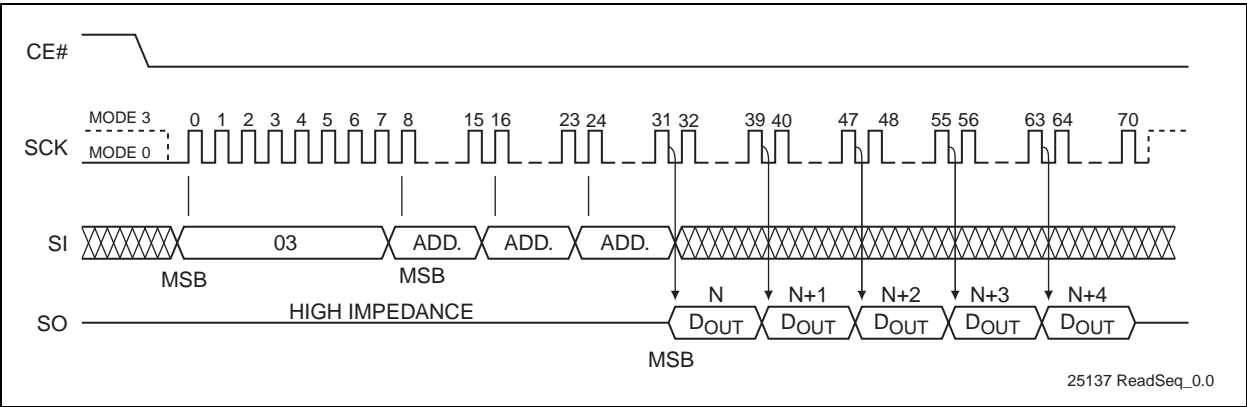 CE#
MODE 3
0 1 2 3 4 5 6 7 8 15 16 23 24 31 32 39 40 47 48 55 56 63 64 70
SCK
MODE 0
SI
03 ADD. ADD. ADD.
MSB MSB
N N+1 N+2 N+3 N+4
HIGH IMPEDANCE
SO
DOUT DOUT DOUT DOUT DOUT
MSB
25137 ReadSeq_0.0